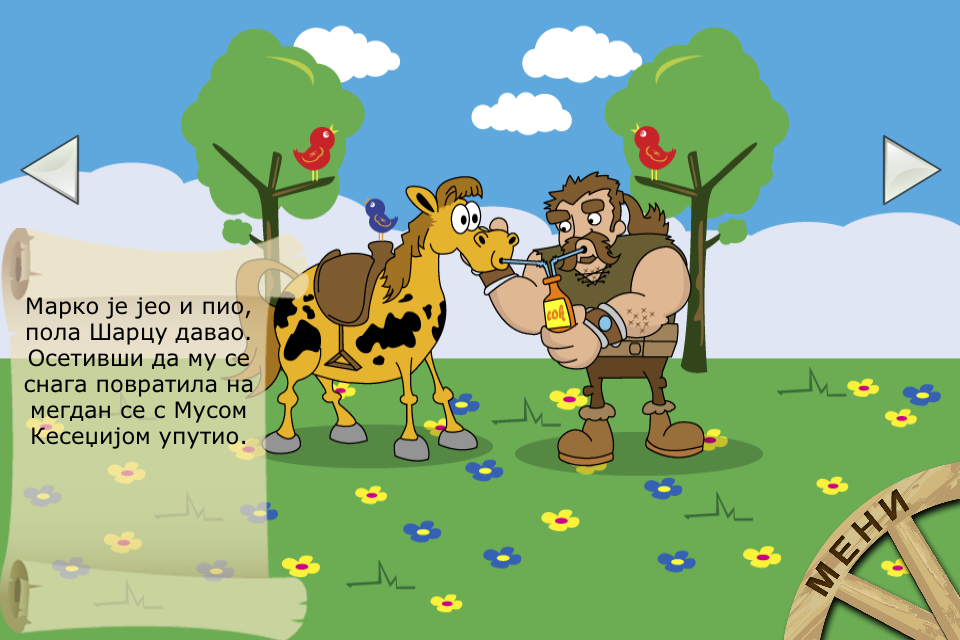 Марко је јео и пио,
пола Шарцу давао.
Осетивши да му се
снага повратила на
мегдан се с Мусом
Кесеџијом упутио.
сок
МЕНИ